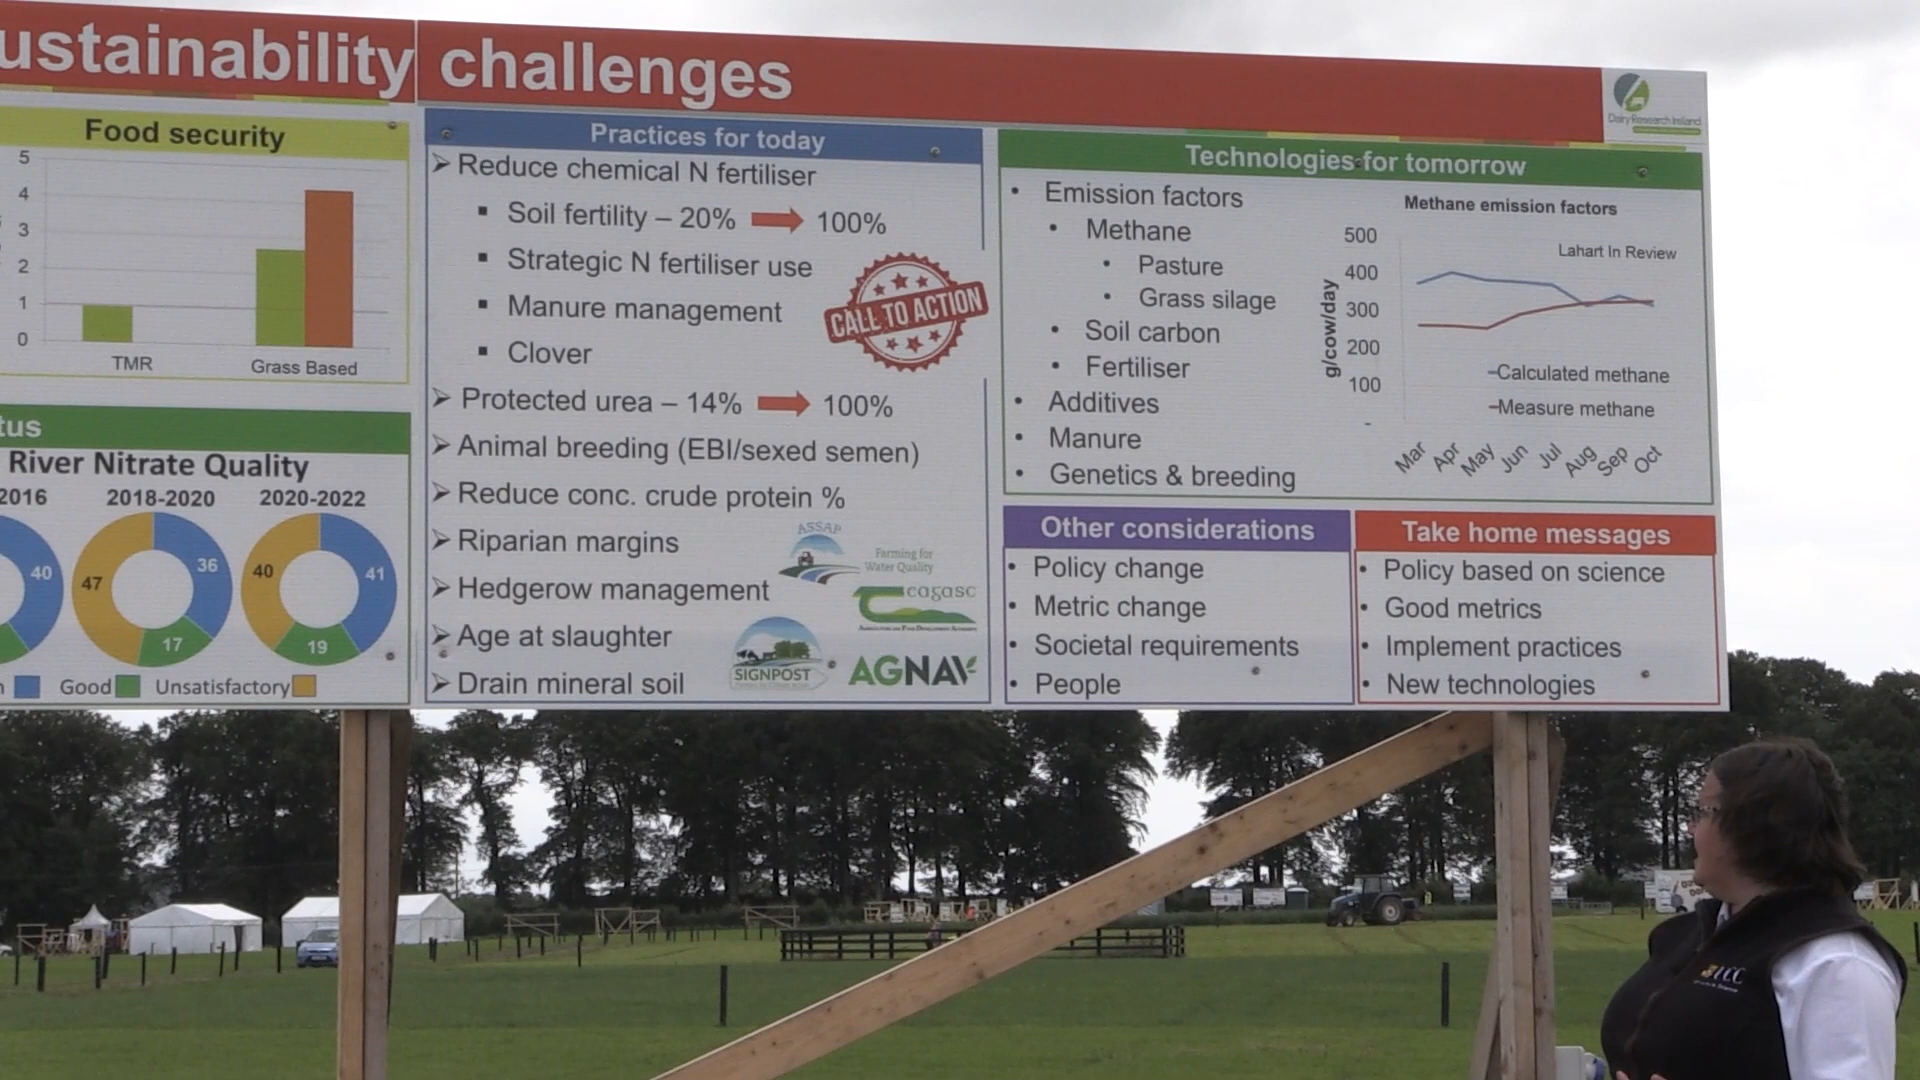 ustainability challenges
Dairy Research Ireland
Food security
5
4
3
2
1
0
TMR
Grass Based
tus
River Nitrate Quality
2016
2018-2020
2020-2022
40
47
36
17
40
41
19
Good
Unsatisfactory
Practices for today
Reduce chemical N fertiliser
Soil fertility – 20% 100%
Strategic N fertiliser use
Manure management
Clover
CALL TO ACTION
Protected urea – 14% 100%
Animal breeding (EBI/sexed semen)
Reduce conc. crude protein %
Riparian margins
Hedgerow management
Age at slaughter
Drain mineral soil
ASSAP
Farming for
Water Quality
teagasc
Agriculture and Food Development Authority
SIGNPOST
AGNAV
Technologies for tomorrow
• Emission factors
• Methane
• Pasture
• Grass silage
• Soil carbon
• Fertiliser
• Additives
• Manure
• Genetics & breeding
Methane emission factors
Lahart In Review
g/cow/day
500
400
300
200
100
-
Calculated methane
Measure methane
Mar Apr May Jun Jul Aug Sep Oct
Other considerations
• Policy change
• Metric change
• Societal requirements
• People
Take home messages
• Policy based on science
• Good metrics
• Implement practices
• New technologies
UCC